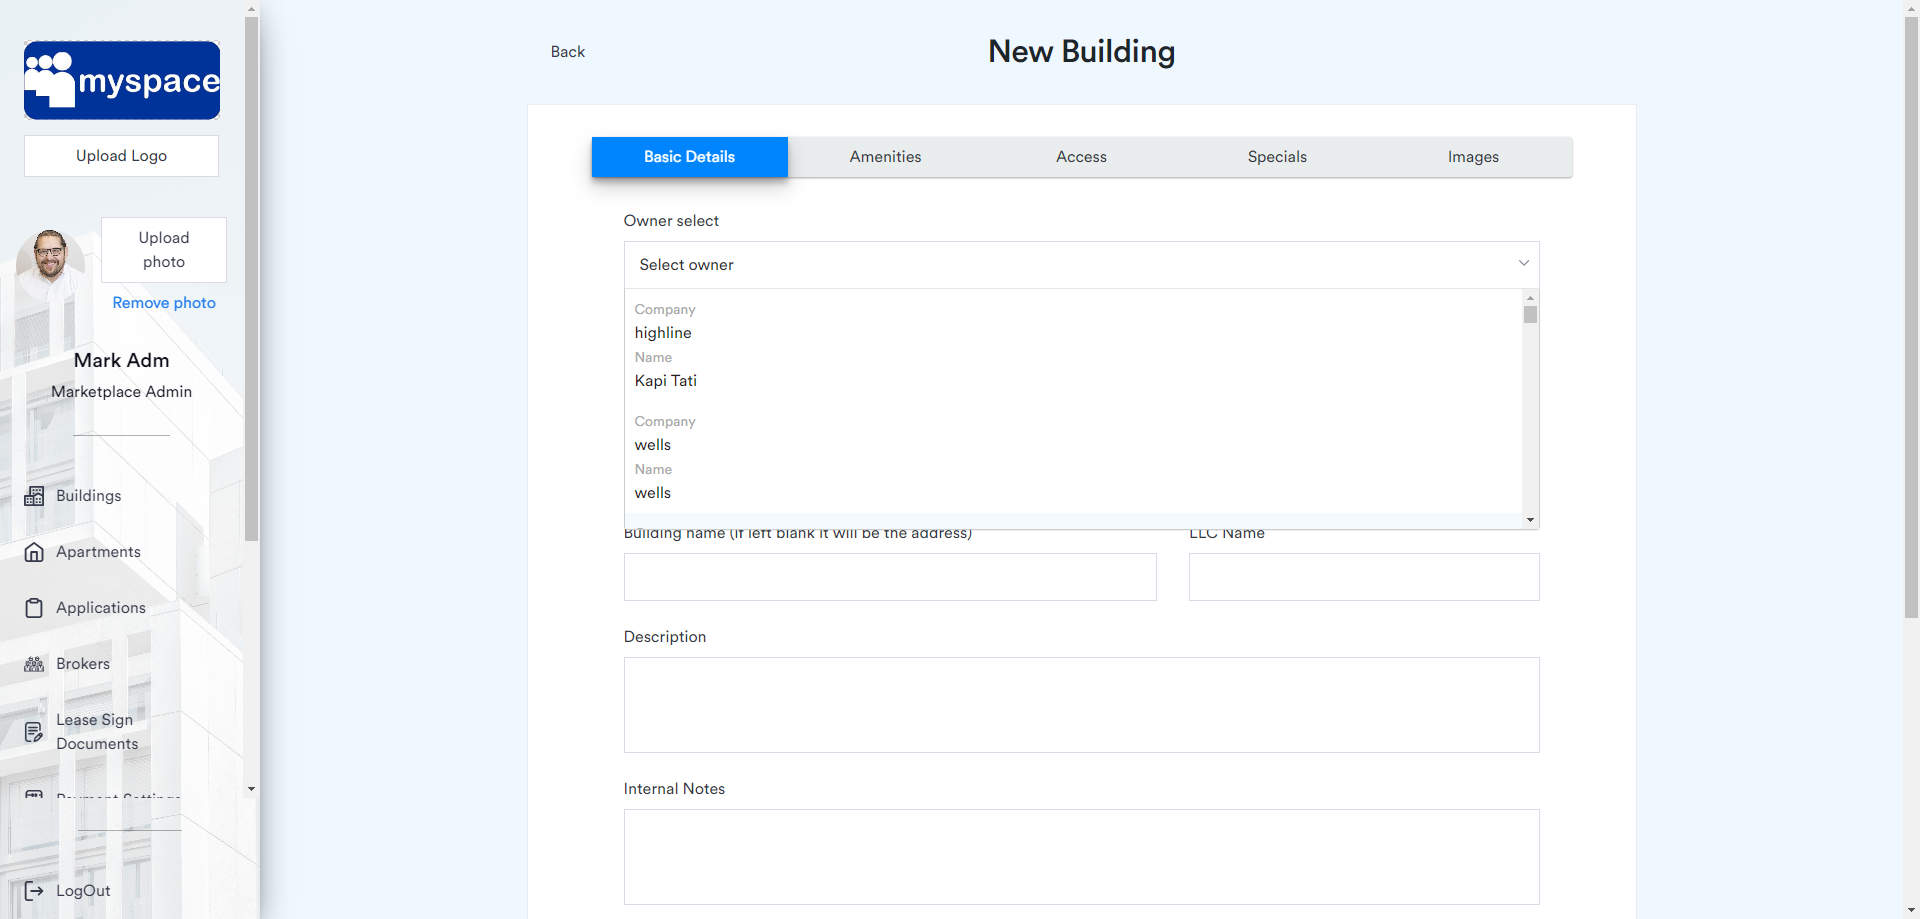 myspace
Upload Logo
Upload
photo
Remove photo
Mark Adm
Marketplace Admin
Buildings
Apartments
Applications
Brokers
Lease Sign
Documents
Payment Settings
LogOut
Back
New Building
Basic Details
Amenities
Access
Specials
Images
Owner select
Select owner
Company
highline
Name
Kapi Tati
Company
wells
Name
wells
Building name (if left blank it will be the address)
LLC Name
Description
Internal Notes